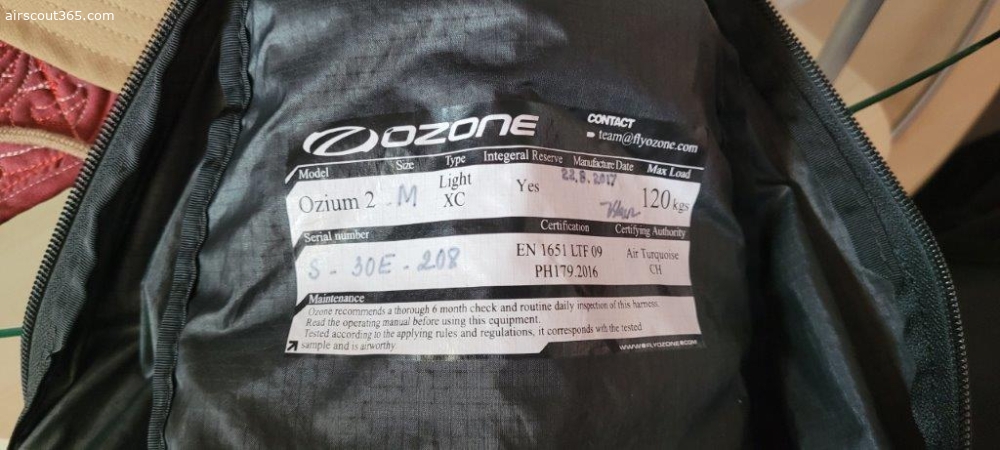 airscout365.com
OZONE
CONTACT
team@flyozone.com
Model Size Type Integeral Reserve Manufacture Date Max Load
Ozium 2 M Light XC Yes 22.8.2017 120 kgs
Serial number Certification Certifying Authority
S - 30E - 208 EN 1651 LTF 09 Air Turquoise
PH179.2016 CH
Maintenance
Ozone recommends a thorough 6 month check and routine daily inspection of this harness.
Read the operating manual before using this equipment.
Tested according to the applying rules and regulations, it corresponds with the tested
sample and is airworthy.
WWW.FLYOZONE.COM